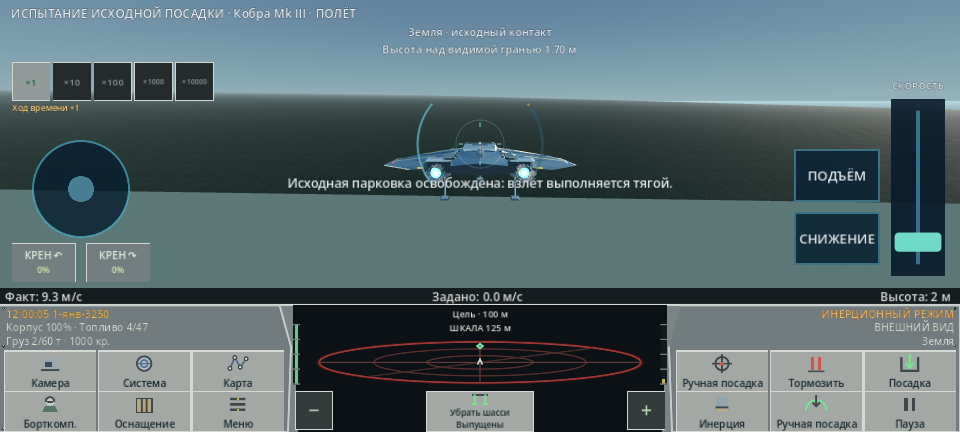 ИСПЫТАНИЕ ИСХОДНОЙ ПОСАДКИ · Кобра Mk III · ПОЛЁТ
Земля · исходный контакт
Высота над видимой гранью 1.70 м
×1 ×10 ×100 ×1000 ×10000
Ход времени ×1
СКОРОСТЬ
ПОДЪЁМ
Исходная парковка освобождена: взлёт выполняется тягой.
СНИЖЕНИЕ
КРЕН↶ КРЕН↷
0% 0%
Факт: 9.3 м/с Задано: 0.0 м/с Высота: 2 м
12:00:05 1-янв-3250
Корпус 100% · Топливо 4/47
Груз 2/60 т · 1000 кр.
Цель · 100 м
ШКАЛА 125 м
ИНЕРЦИОННЫЙ РЕЖИМ
ВНЕШНИЙ ВИД
Земля
Камера Система Карта
Ручная посадка Тормозить Посадка
Борткомп. Оснащение Меню
− Убрать шасси +
Выпущены
Инерция Ручная посадка Пауза